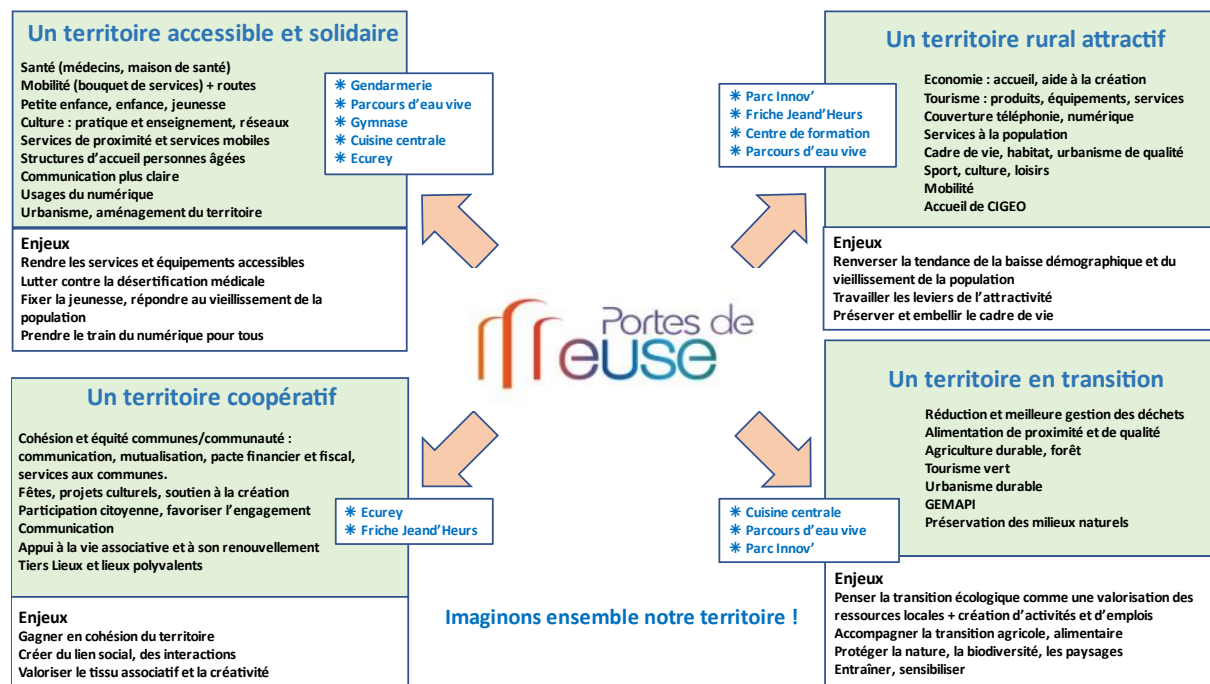 Un territoire accessible et solidaire
Santé (médecins, maison de santé)
Mobilité (bouquet de services) + routes
Petite enfance, enfance, jeunesse
Culture : pratique et enseignement, réseaux
Services de proximité et services mobiles
Structures d'accueil personnes âgées
Communication plus claire
Usages du numérique
Urbanisme, aménagement du territoire
✳ Gendarmerie
✳ Parcours d'eau vive
✳ Gymnase
✳ Cuisine centrale
✳ Ecurey
Enjeux
Rendre les services et équipements accessibles
Lutter contre la désertification médicale
Fixer la jeunesse, répondre au vieillissement de la
population
Prendre le train du numérique pour tous
Un territoire rural attractif
Economie : accueil, aide à la création
Tourisme : produits, équipements, services
Couverture téléphonie, numérique
Services à la population
Cadre de vie, habitat, urbanisme de qualité
Sport, culture, loisirs
Mobilité
Accueil de CIGEO
✳ Parc Innov'
✳ Friche Jeand'Heurs
✳ Centre de formation
✳ Parcours d'eau vive
Enjeux
Renverser la tendance de la baisse démographique et du
vieillissement de la population
Travailler les leviers de l'attractivité
Préserver et embellir le cadre de vie
Portes de
meuse
Un territoire coopératif
Cohésion et équité communes/communauté :
communication, mutualisation, pacte financier et fiscal,
services aux communes.
Fêtes, projets culturels, soutien à la création
Participation citoyenne, favoriser l'engagement
Communication
Appui à la vie associative et à son renouvellement
Tiers Lieux et lieux polyvalents
✳ Ecurey
✳ Friche Jeand'Heurs
Enjeux
Gagner en cohésion du territoire
Créer du lien social, des interactions
Valoriser le tissu associatif et la créativité
Un territoire en transition
Réduction et meilleure gestion des déchets
Alimentation de proximité et de qualité
Agriculture durable, forêt
Tourisme vert
Urbanisme durable
GEMAPI
Préservation des milieux naturels
✳ Cuisine centrale
✳ Parcours d'eau vive
✳ Parc Innov'
Enjeux
Penser la transition écologique comme une valorisation des
ressources locales + création d'activités et d'emplois
Accompagner la transition agricole, alimentaire
Protéger la nature, la biodiversité, les paysages
Entraîner, sensibiliser
Imaginons ensemble notre territoire !